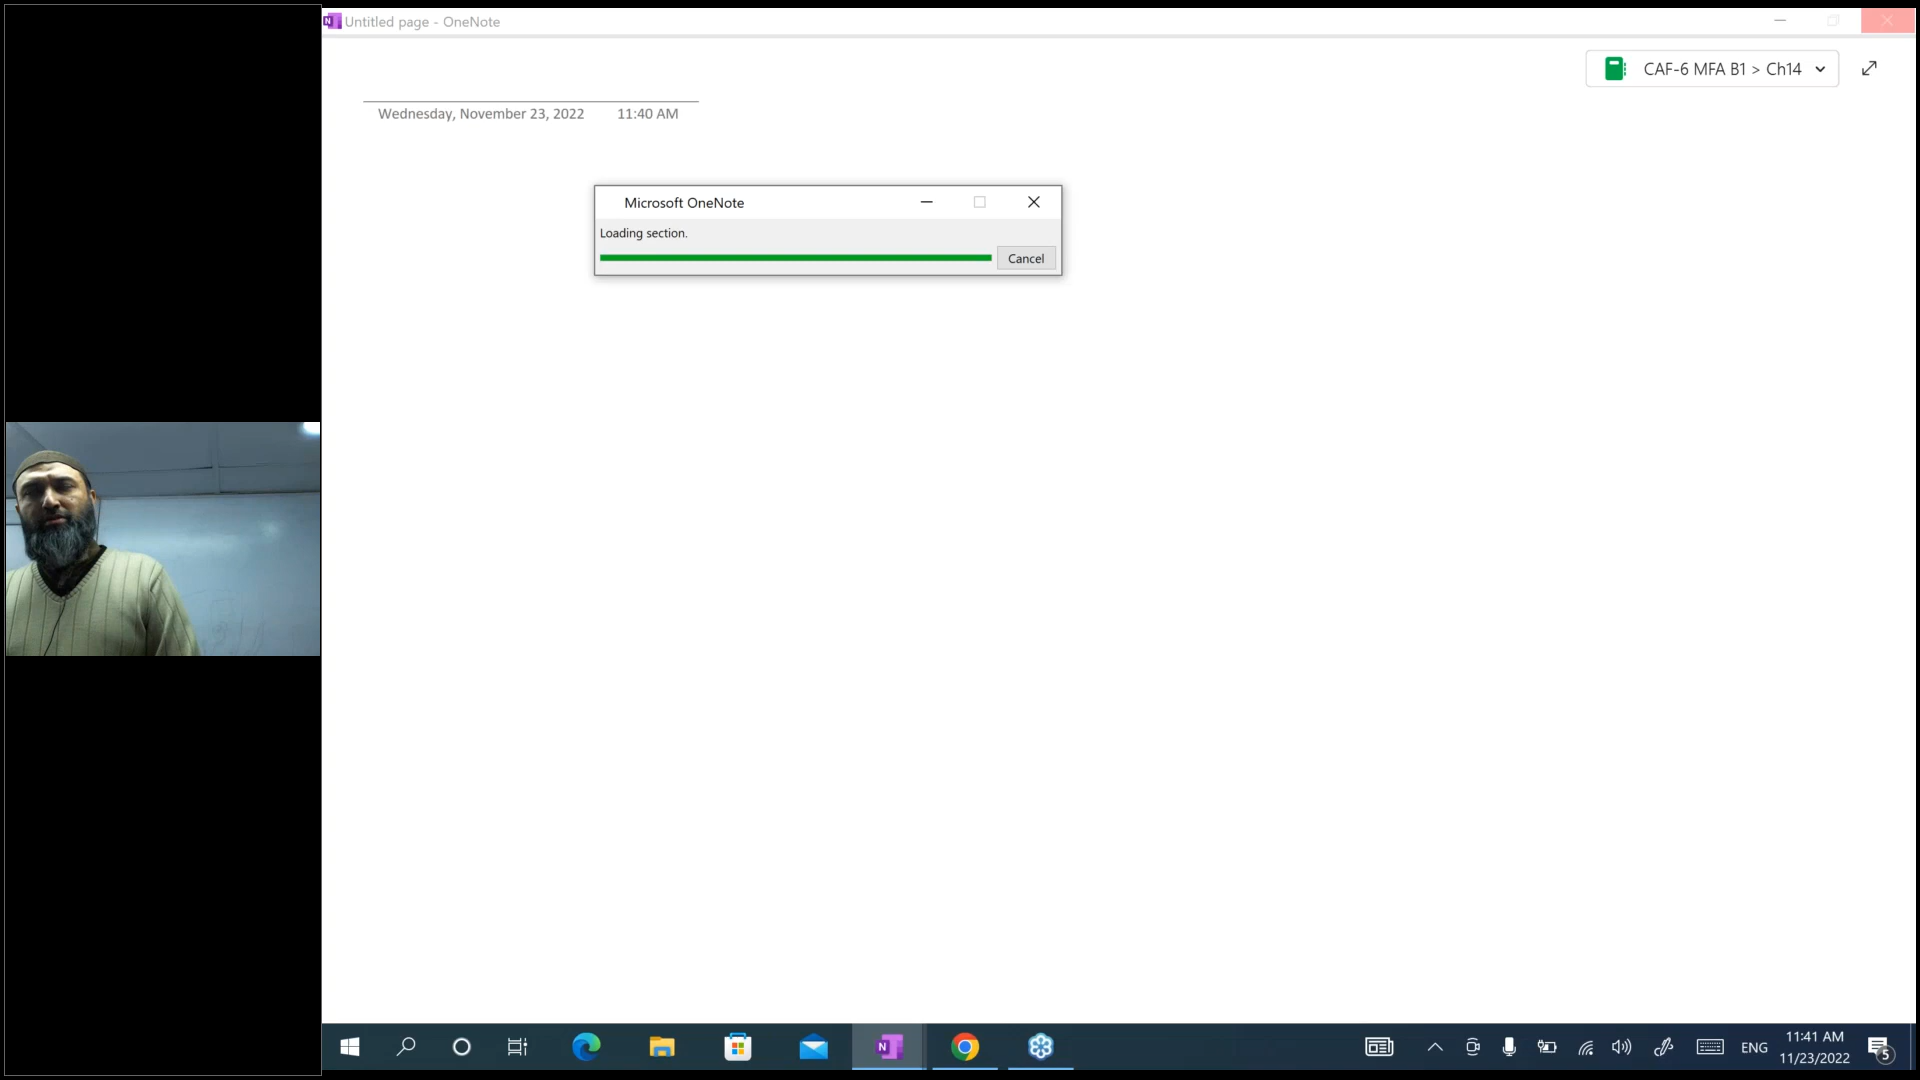 Untitled page - OneNote
CAF-6 MFA B1 > Ch14
Wednesday, November 23, 2022 11:40 AM
Microsoft OneNote
Loading section.
Cancel
ENG
11:41 AM
11/23/2022
5